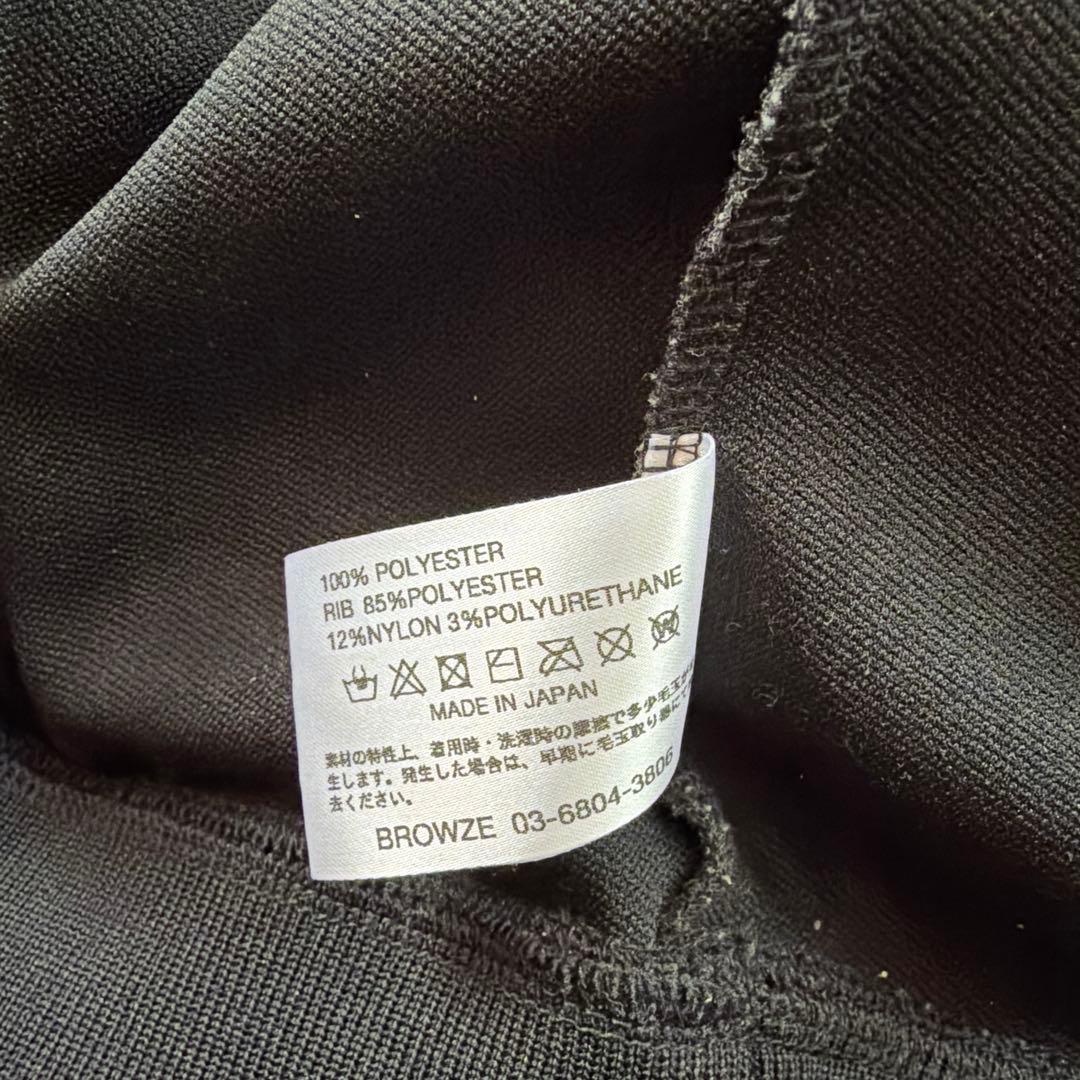 100% POLYESTER
RIB 85%POLYESTER
12%NYLON 3%POLYURETHANE
MADE IN JAPAN
素材の特性上、着用時・洗濯時の摩擦で多少毛玉が
生します。発生した場合は、早期に毛玉取り器に
去ください。
BROWZE 03-6804-3806